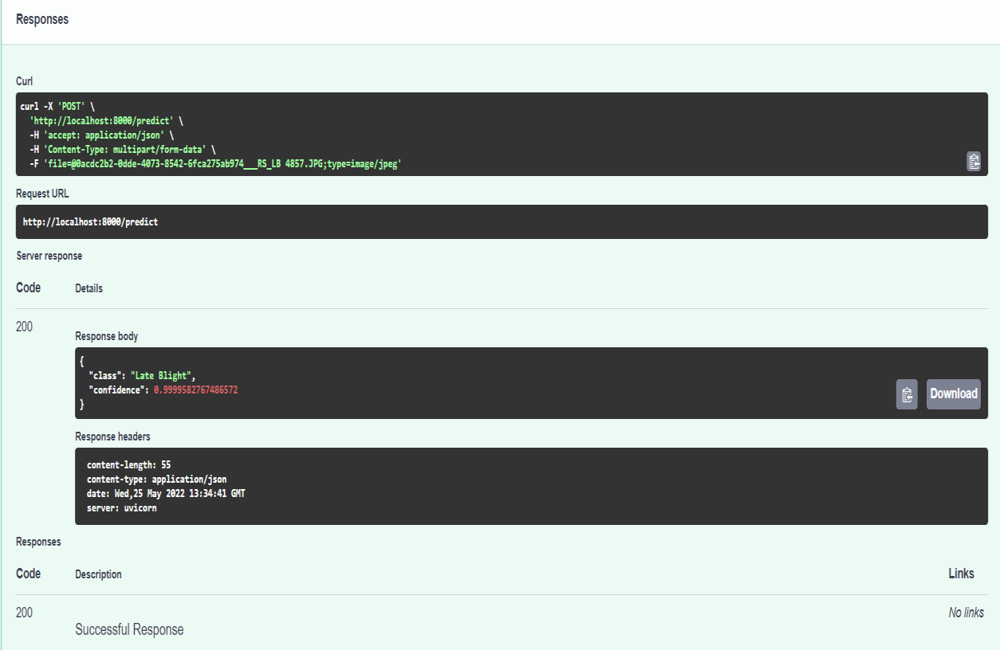 Responses
Curl
curl -X 'POST' \
'http://localhost:8000/predict' \
-H 'accept: application/json' \
-H 'Content-Type: multipart/form-data' \
-F 'file=@0acdc2b2-0dde-4073-8542-6fca275ab974___RS_LB 4857.JPG;type=image/jpeg'
Request URL
http://localhost:8000/predict
Server response
Code Details
200
Response body
{
"class": "Late Blight",
"confidence": 0.9999582767486572
}
Download
Response headers
content-length: 55
content-type: application/json
date: Wed,25 May 2022 13:34:41 GMT
server: uvicorn
Responses
Code Description Links
200 No links
Successful Response